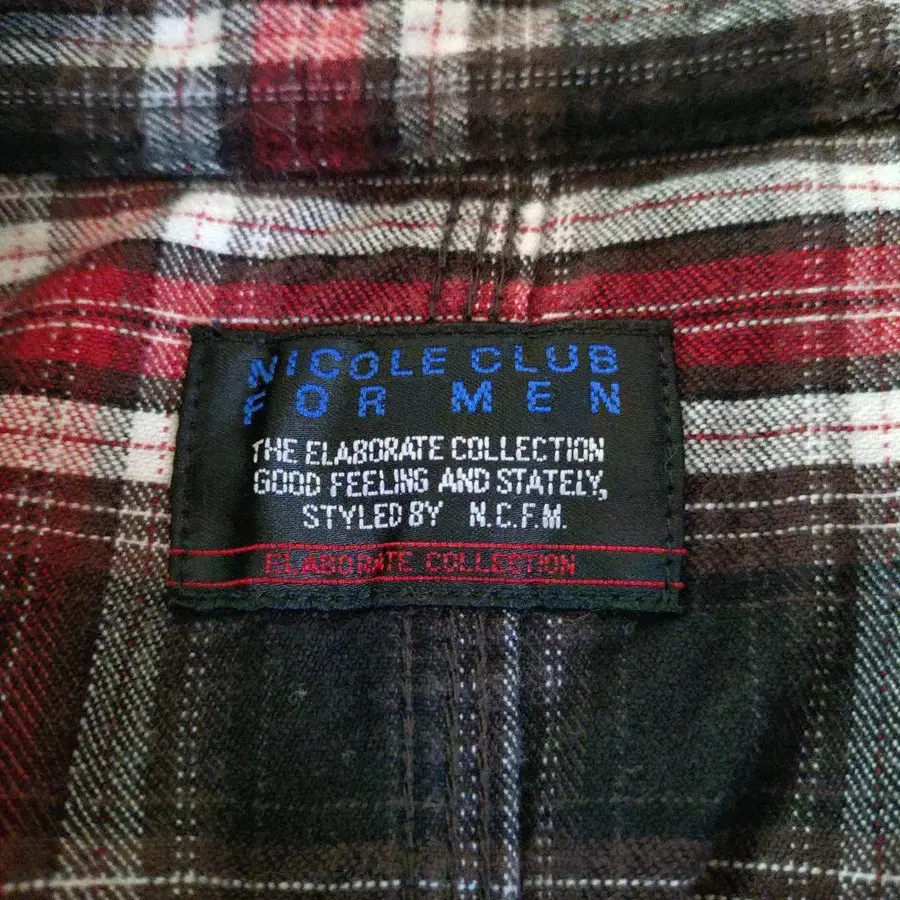 NICOLE CLUB
FOR MEN
THE ELABORATE COLLECTION
GOOD FEELING AND STATELY,
STYLED BY N.C.F.M.
ELABORATE COLLECTION